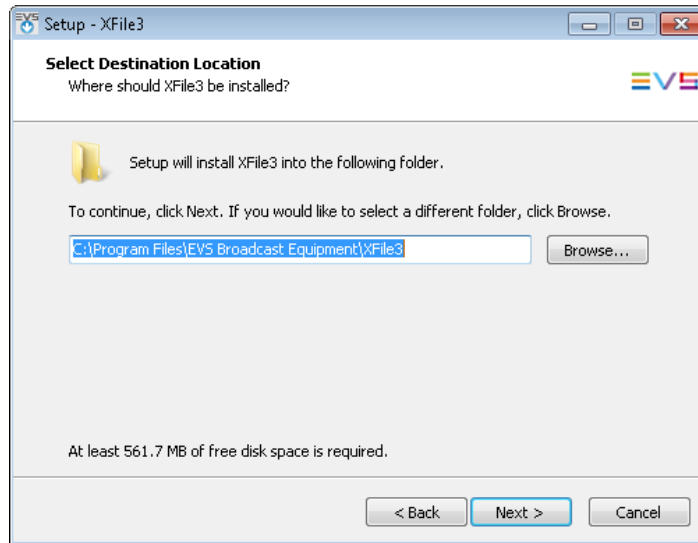 EVS
Setup - XFile3
Select Destination Location
Where should XFile3 be installed?
EVS
Setup will install XFile3 into the following folder.
To continue, click Next. If you would like to select a different folder, click Browse.
C:\Program Files\EVS Broadcast Equipment\XFile3
Browse...
At least 561.7 MB of free disk space is required.
< Back
Next >
Cancel